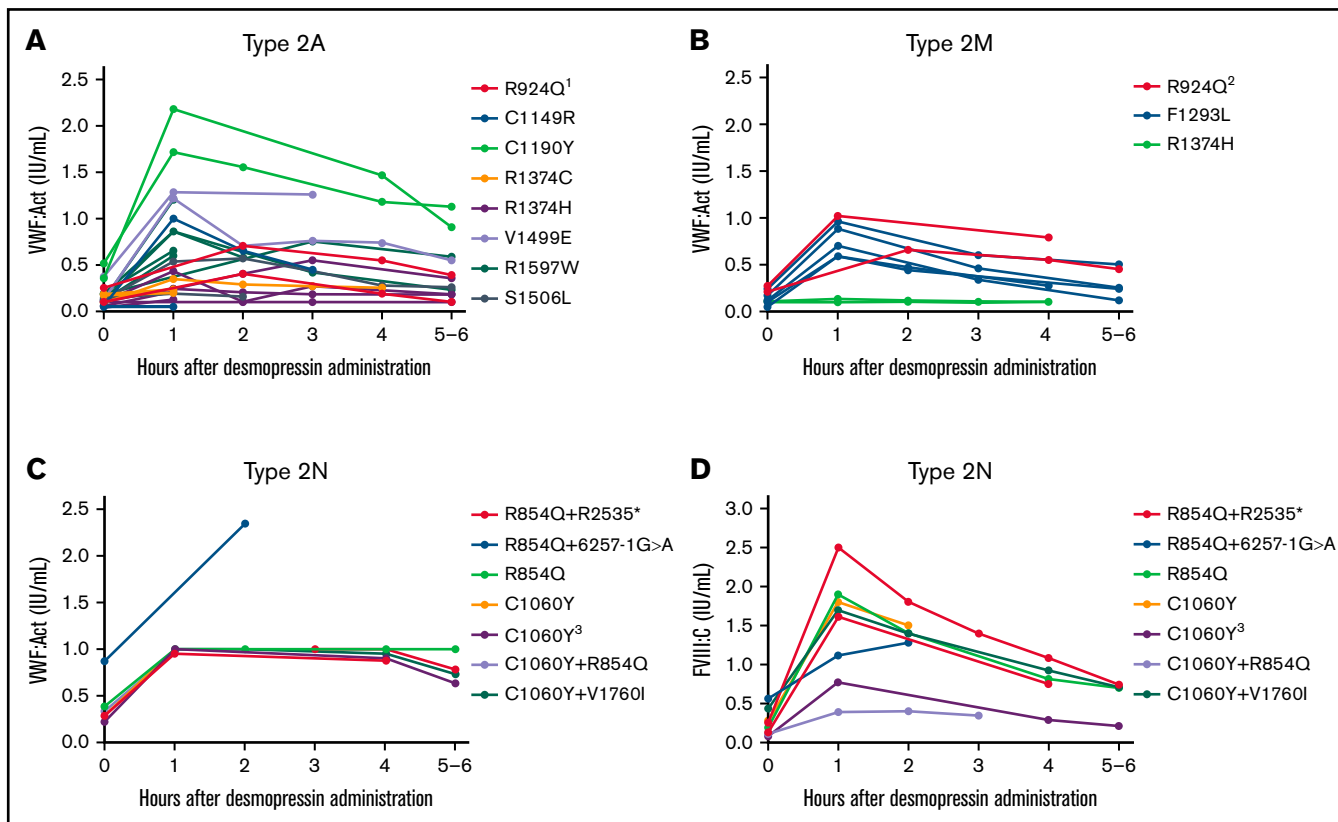 A
Type 2A
VWF:Act (IU/mL)
2.5
2.0
1.5
1.0
0.5
0.0
0 1 2 3 4 5–6
Hours after desmopressin administration
R924Q¹
C1149R
C1190Y
R1374C
R1374H
V1499E
R1597W
S1506L
B
Type 2M
VWF:Act (IU/mL)
2.5
2.0
1.5
1.0
0.5
0.0
0 1 2 3 4 5–6
Hours after desmopressin administration
R924Q²
F1293L
R1374H
C
Type 2N
VWF:Act (IU/mL)
2.5
2.0
1.5
1.0
0.5
0.0
0 1 2 3 4 5–6
Hours after desmopressin administration
R854Q+R2535*
R854Q+6257-1G>A
R854Q
C1060Y
C1060Y³
C1060Y+R854Q
C1060Y+V1760I
D
Type 2N
FVIII:C (IU/mL)
3.0
2.5
2.0
1.5
1.0
0.5
0.0
0 1 2 3 4 5–6
Hours after desmopressin administration
R854Q+R2535*
R854Q+6257-1G>A
R854Q
C1060Y
C1060Y³
C1060Y+R854Q
C1060Y+V1760I